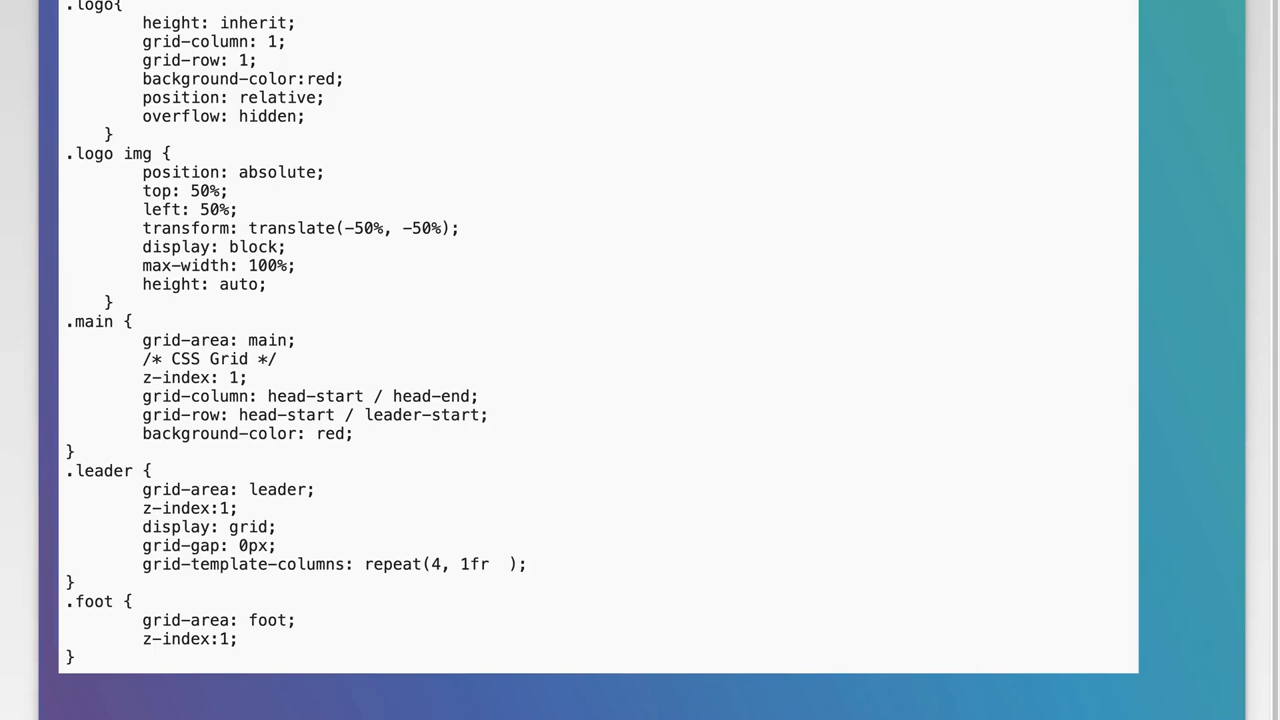 .logo{
height: inherit;
grid-column: 1;
grid-row: 1;
background-color:red;
position: relative;
overflow: hidden;
}
.logo img {
position: absolute;
top: 50%;
left: 50%;
transform: translate(-50%, -50%);
display: block;
max-width: 100%;
height: auto;
}
.main {
grid-area: main;
/* CSS Grid */
z-index: 1;
grid-column: head-start / head-end;
grid-row: head-start / leader-start;
background-color: red;
}
.leader {
grid-area: leader;
z-index:1;
display: grid;
grid-gap: 0px;
grid-template-columns: repeat(4, 1fr  );
}
.foot {
grid-area: foot;
z-index:1;
}